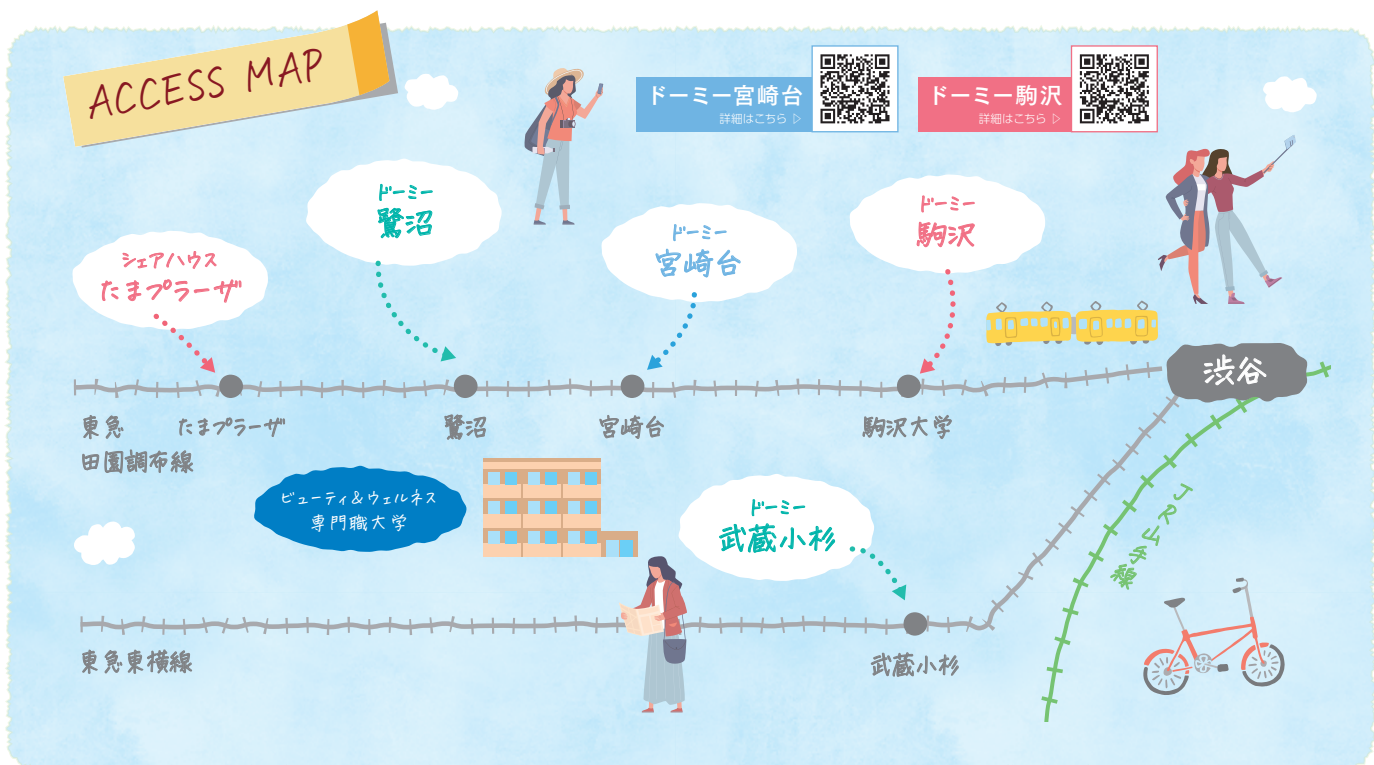 ACCESS MAP
ドーミー宮崎台
詳細はこちら ▷
ドーミー駒沢
詳細はこちら ▷
シェアハウス
たまプラーザ
ドーミー
鷺沼
ドーミー
宮崎台
ドーミー
駒沢
渋谷
東急
田園調布線
たまプラーザ
鷺沼
宮崎台
駒沢大学
ビューティ&ウェルネス
専門職大学
ドーミー
武蔵小杉
JR山手線
東急東横線
武蔵小杉